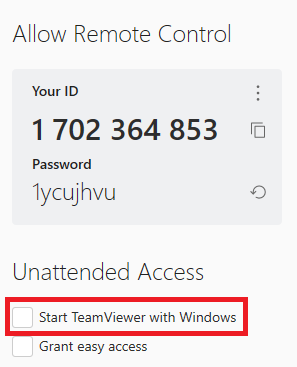 Allow Remote Control
Your ID
1 702 364 853
Password
1ycujhvu
Unattended Access
Start TeamViewer with Windows
Grant easy access